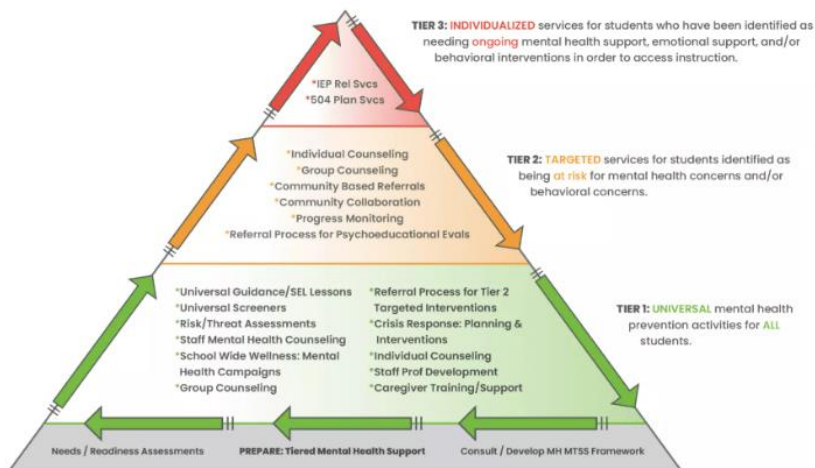 TIER 3: INDIVIDUALIZED services for students who have been identified as
needing ongoing mental health support, emotional support, and/or
behavioral interventions in order to access instruction.
*IEP Rel Svcs
*504 Plan Svcs
TIER 2: TARGETED services for students identified as
being at risk for mental health concerns and/or
behavioral concerns.
*Individual Counseling
*Group Counseling
*Community Based Referrals
*Community Collaboration
*Progress Monitoring
*Referral Process for Psychoeducational Evals
TIER 1: UNIVERSAL mental health
prevention activities for ALL
students.
*Universal Guidance/SEL Lessons
*Universal Screeners
*Risk/Threat Assessments
*Staff Mental Health Counseling
*School Wide Wellness: Mental
Health Campaigns
*Group Counseling
*Referral Process for Tier 2
Targeted Interventions
*Crisis Response: Planning &
Interventions
*Individual Counseling
*Staff Prof Development
*Caregiver Training/Support
Needs / Readiness Assessments
PREPARE: Tiered Mental Health Support
Consult / Develop MH MTSS Framework